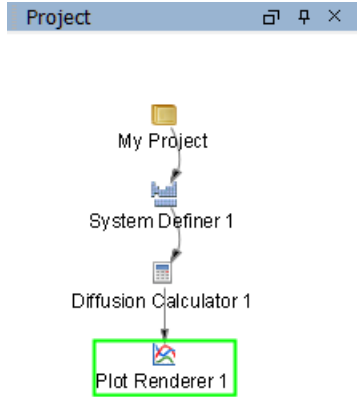 Project
My Project
System Definer 1
Diffusion Calculator 1
Plot Renderer 1